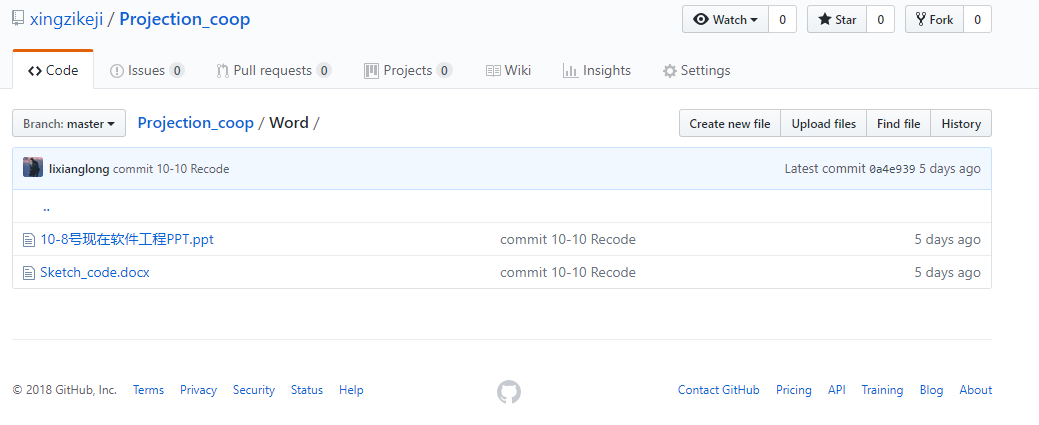 xingzikeji / Projection_coop Watch 0 Star 0 Fork 0
Code Issues 0 Pull requests 0 Projects 0 Wiki Insights Settings
Branch: master Projection_coop / Word / Create new file Upload files Find file History
lixianglong commit 10-10 Recode Latest commit 0a4e939 5 days ago
..
10-8号现在软件工程PPT.ppt commit 10-10 Recode 5 days ago
Sketch_code.docx commit 10-10 Recode 5 days ago
© 2018 GitHub, Inc. Terms Privacy Security Status Help Contact GitHub Pricing API Training Blog About